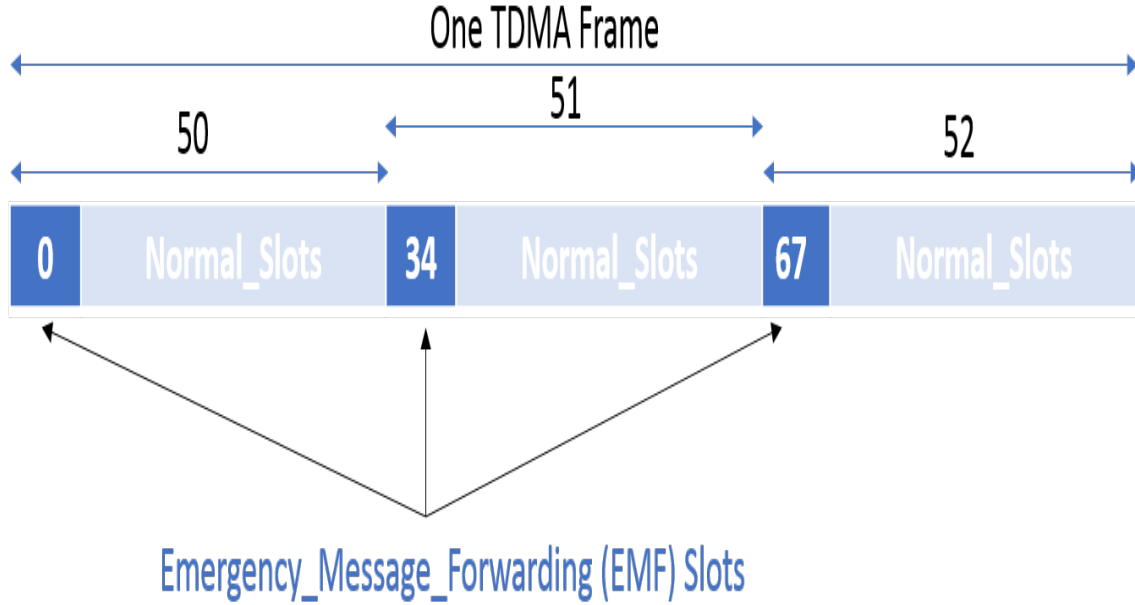 One TDMA Frame
50
51
52
0 Normal_Slots 34 Normal_Slots 67 Normal_Slots
Emergency_Message_Forwarding (EMF) Slots